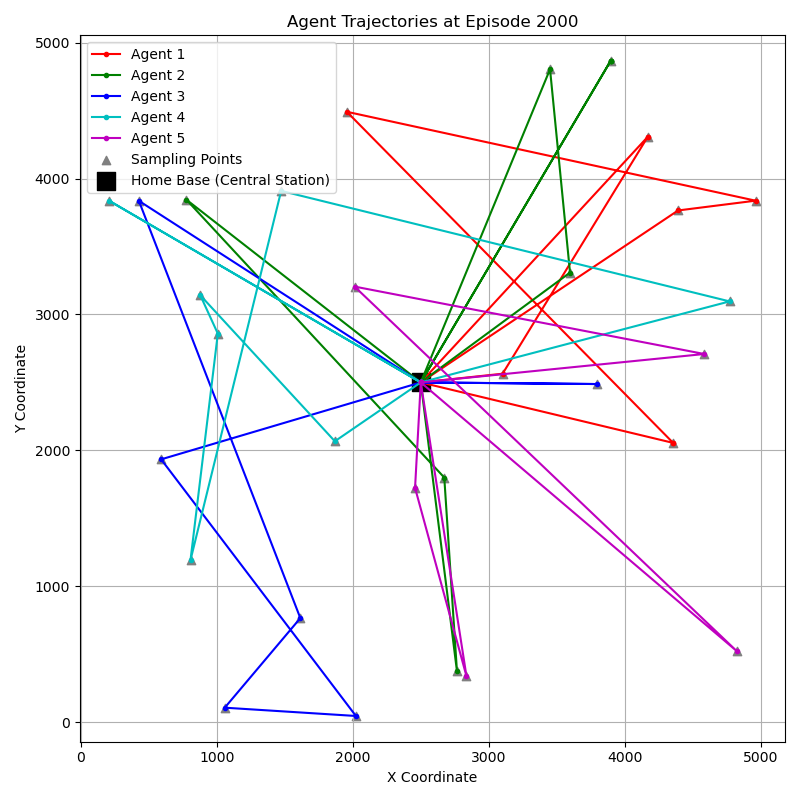 Agent Trajectories at Episode 2000
5000
4000
3000
2000
1000
0
Y Coordinate
Agent 1
Agent 2
Agent 3
Agent 4
Agent 5
Sampling Points
Home Base (Central Station)
0 1000 2000 3000 4000 5000
X Coordinate